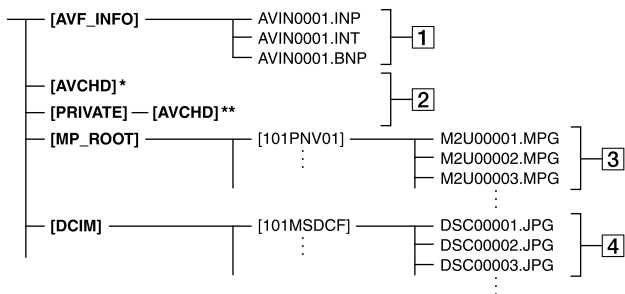 [AVF_INFO] AVIN0001.INP
AVIN0001.INT 1
AVIN0001.BNP
[AVCHD]*
2
[PRIVATE] [AVCHD]**
[MP_ROOT] [101PNV01] M2U00001.MPG
M2U00002.MPG 3
M2U00003.MPG
[DCIM] [101MSDCF] DSC00001.JPG
DSC00002.JPG 4
DSC00003.JPG